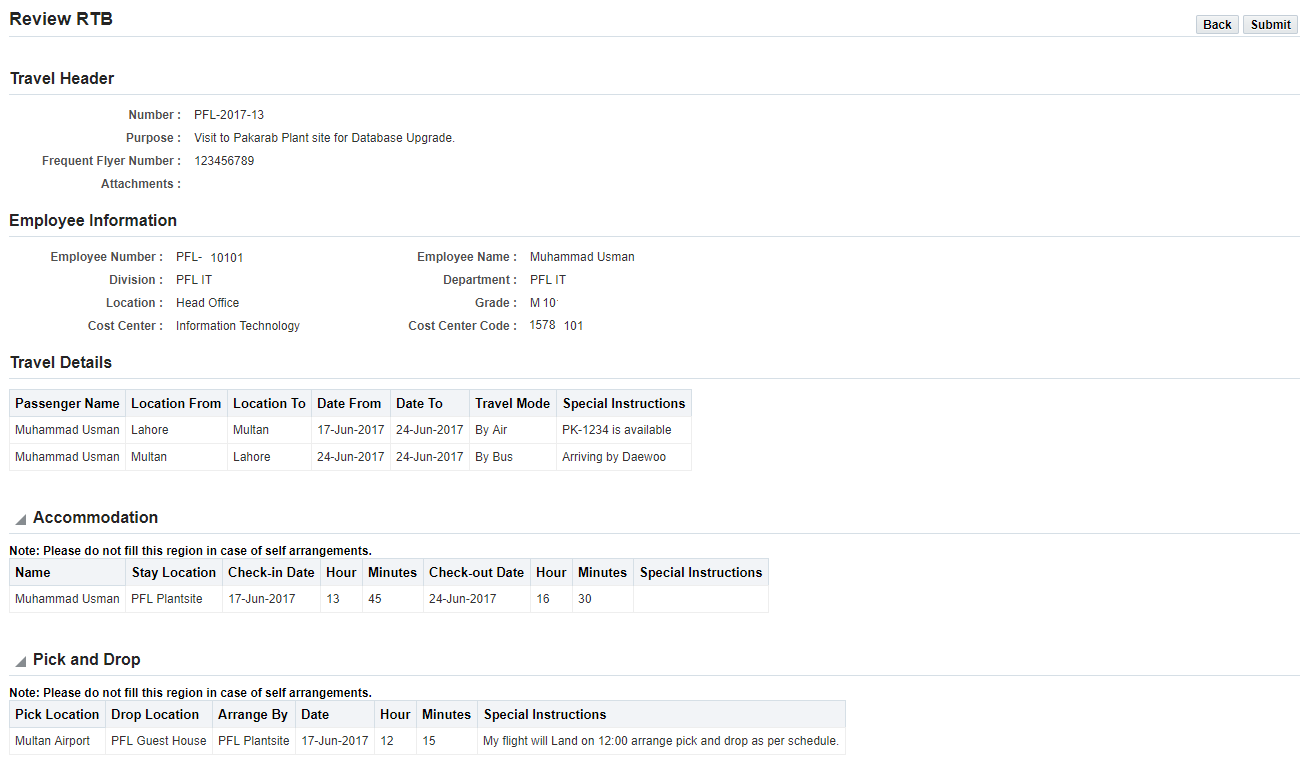 Review RTB
Back Submit
Travel Header
Number : PFL-2017-13
Purpose : Visit to Pakarab Plant site for Database Upgrade.
Frequent Flyer Number : 123456789
Attachments :
Employee Information
Employee Number : PFL- 10101 Employee Name : Muhammad Usman
Division : PFL IT Department : PFL IT
Location : Head Office Grade : M 10
Cost Center : Information Technology Cost Center Code : 1578 101
Travel Details
Passenger Name Location From Location To Date From Date To Travel Mode Special Instructions
Muhammad Usman Lahore Multan 17-Jun-2017 24-Jun-2017 By Air PK-1234 is available
Muhammad Usman Multan Lahore 24-Jun-2017 24-Jun-2017 By Bus Arriving by Daewoo
Accommodation
Note: Please do not fill this region in case of self arrangements.
Name Stay Location Check-in Date Hour Minutes Check-out Date Hour Minutes Special Instructions
Muhammad Usman PFL Plantsite 17-Jun-2017 13 45 24-Jun-2017 16 30
Pick and Drop
Note: Please do not fill this region in case of self arrangements.
Pick Location Drop Location Arrange By Date Hour Minutes Special Instructions
Multan Airport PFL Guest House PFL Plantsite 17-Jun-2017 12 15 My flight will Land on 12:00 arrange pick and drop as per schedule.